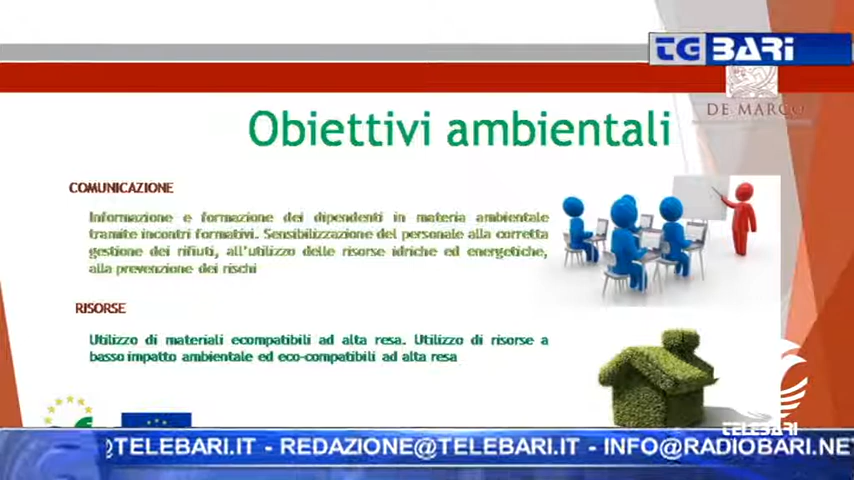 TG BARI
DE MARCO
Obiettivi ambientali
COMUNICAZIONE
Informazione e formazione dei dipendenti in materia ambientale
tramite incontri formativi. Sensibilizzazione del personale alla corretta
gestione dei rifiuti, all'utilizzo delle risorse idriche ed energetiche,
alla prevenzione dei rischi
RISORSE
Utilizzo di materiali ecompatibili ad alta resa. Utilizzo di risorse a
basso impatto ambientale ed eco-compatibili ad alta resa
TELEBARI
@TELEBARI.IT - REDAZIONE@TELEBARI.IT - INFO@RADIOBARI.NE